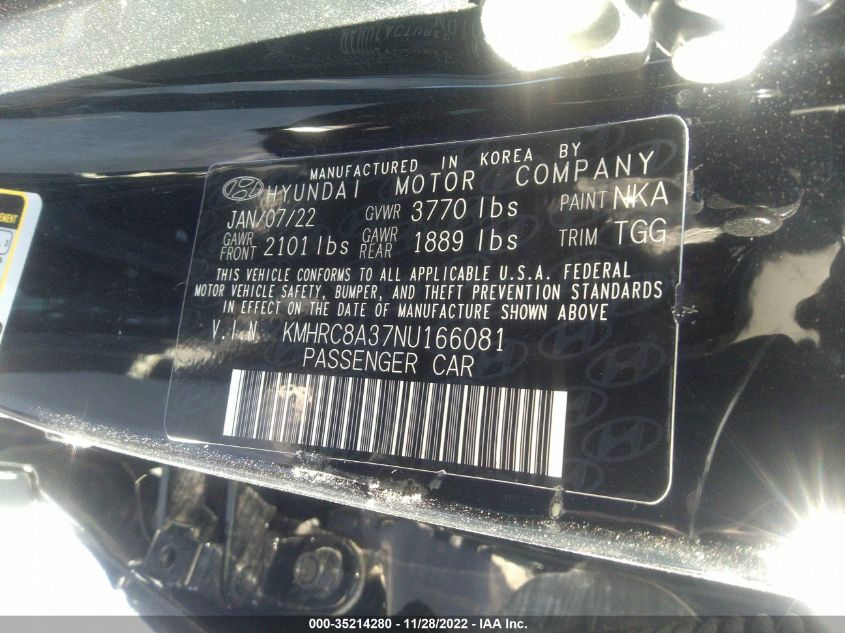 MANUFACTURED IN KOREA BY
HYUNDAI MOTOR COMPANY
JAN/07/22 GVWR 3770 lbs PAINT NKA
GAWR FRONT 2101 lbs GAWR REAR 1889 lbs TRIM TGG
THIS VEHICLE CONFORMS TO ALL APPLICABLE U.S.A. FEDERAL
MOTOR VEHICLE SAFETY, BUMPER, AND THEFT PREVENTION STANDARDS
IN EFFECT ON THE DATE OF MANUFACTURE SHOWN ABOVE
V.I.N KMHRC8A37NU166081
PASSENGER CAR
000-35214280 - 11/28/2022 - IAA Inc.